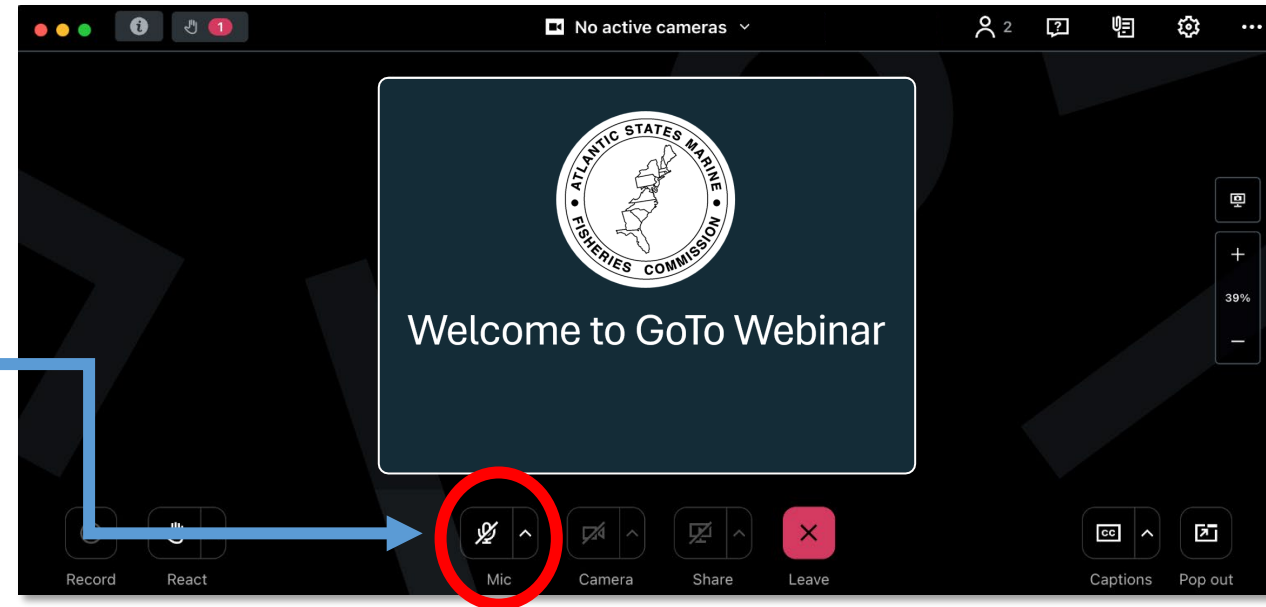 1
No active cameras
2
ATLANTIC STATES MARINE
FISHERIES COMMISSION
Welcome to GoTo Webinar
+
39%
−
CC
Record
React
Mic
Camera
Share
Leave
Captions
Pop out